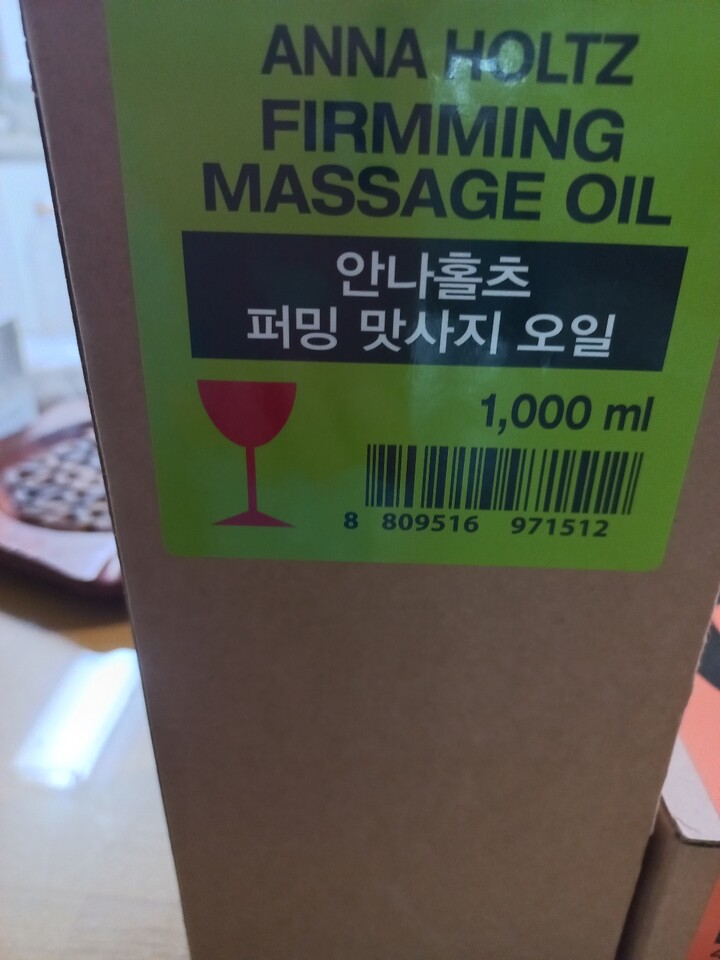 ANNA HOLTZ
FIRMMING
MASSAGE OIL
안나홀츠
퍼밍 맛사지 오일
1,000 ml
8 809516 971512